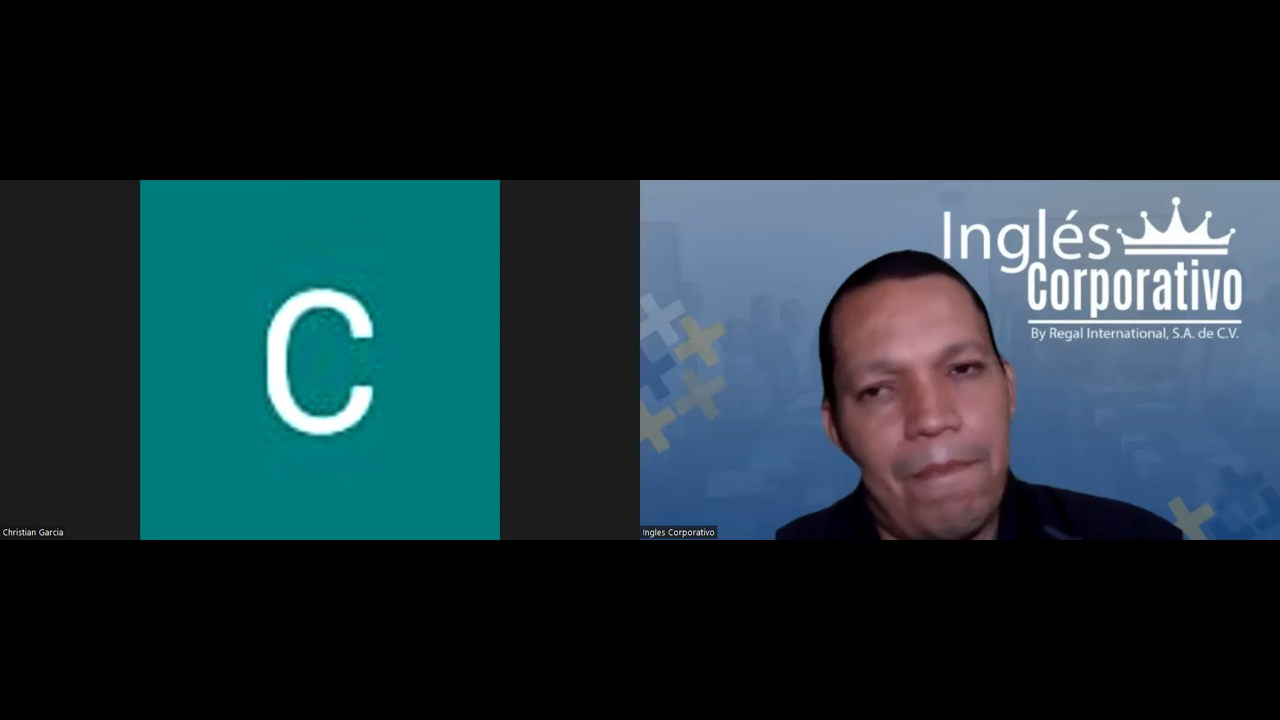 C
Christian Garcia
Inglés
Corporativo
By Regal International, S.A. de C.V.
Ingles Corporativo